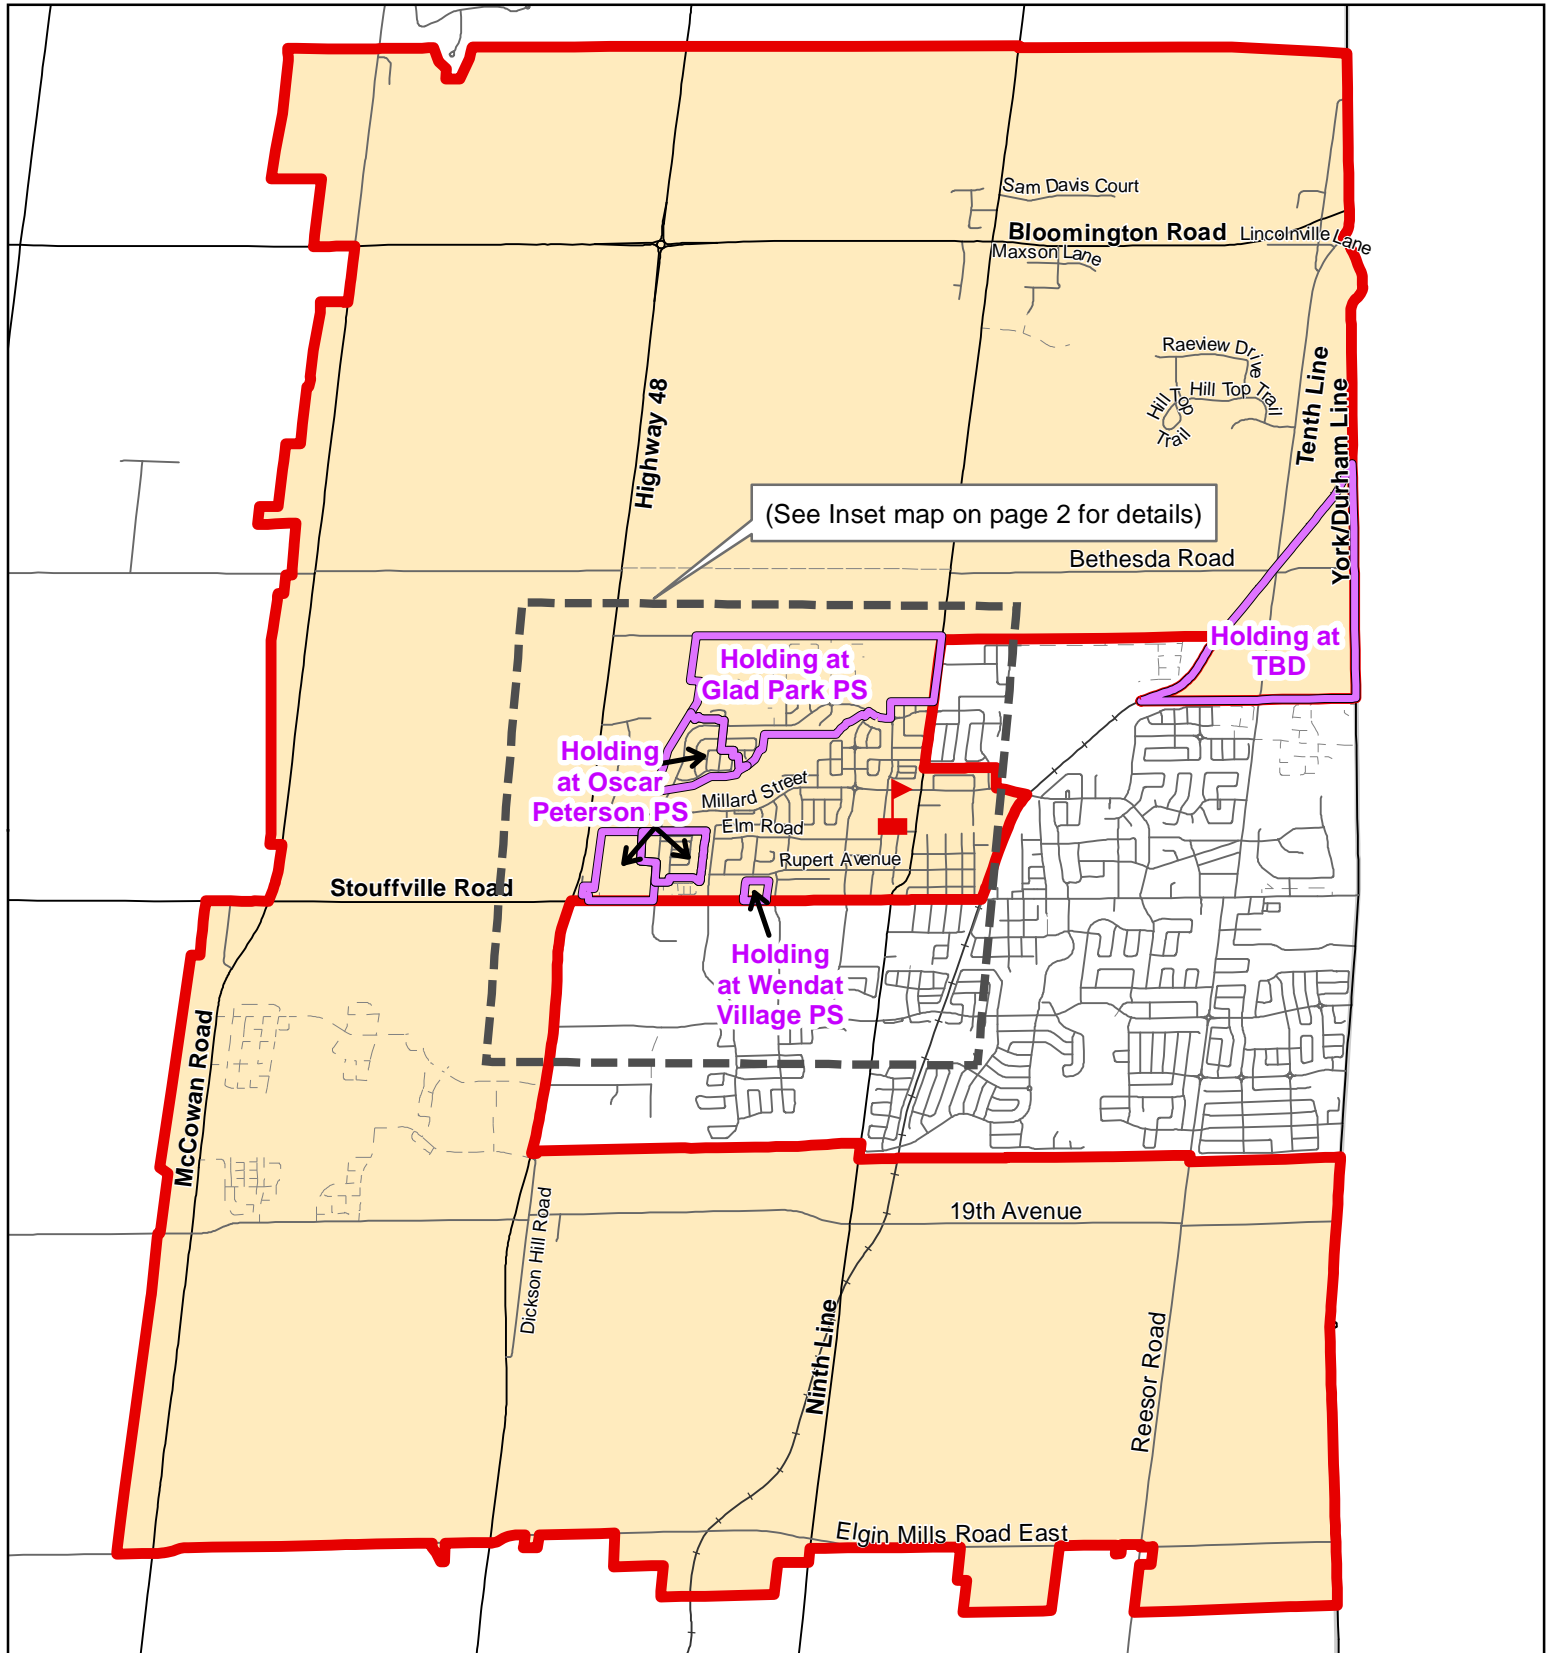 Sam Davis Court
Bloomington Road
Lincolnville Lane
Maxson Lane
Raeview Drive
Hill Top Trail
Hill Top
Trail
Tenth Line
York/Durham Line
Highway 48
(See Inset map on page 2 for details)
Bethesda Road
Holding at
TBD
Holding at
Glad Park PS
Holding
at Oscar
Peterson PS
Millard Street
Elm Road
Rupert Avenue
Stouffville Road
Holding
at Wendat
Village PS
McCowan Road
19th Avenue
Dickson Hill Road
Ninth Line
Reesor Road
Elgin Mills Road East